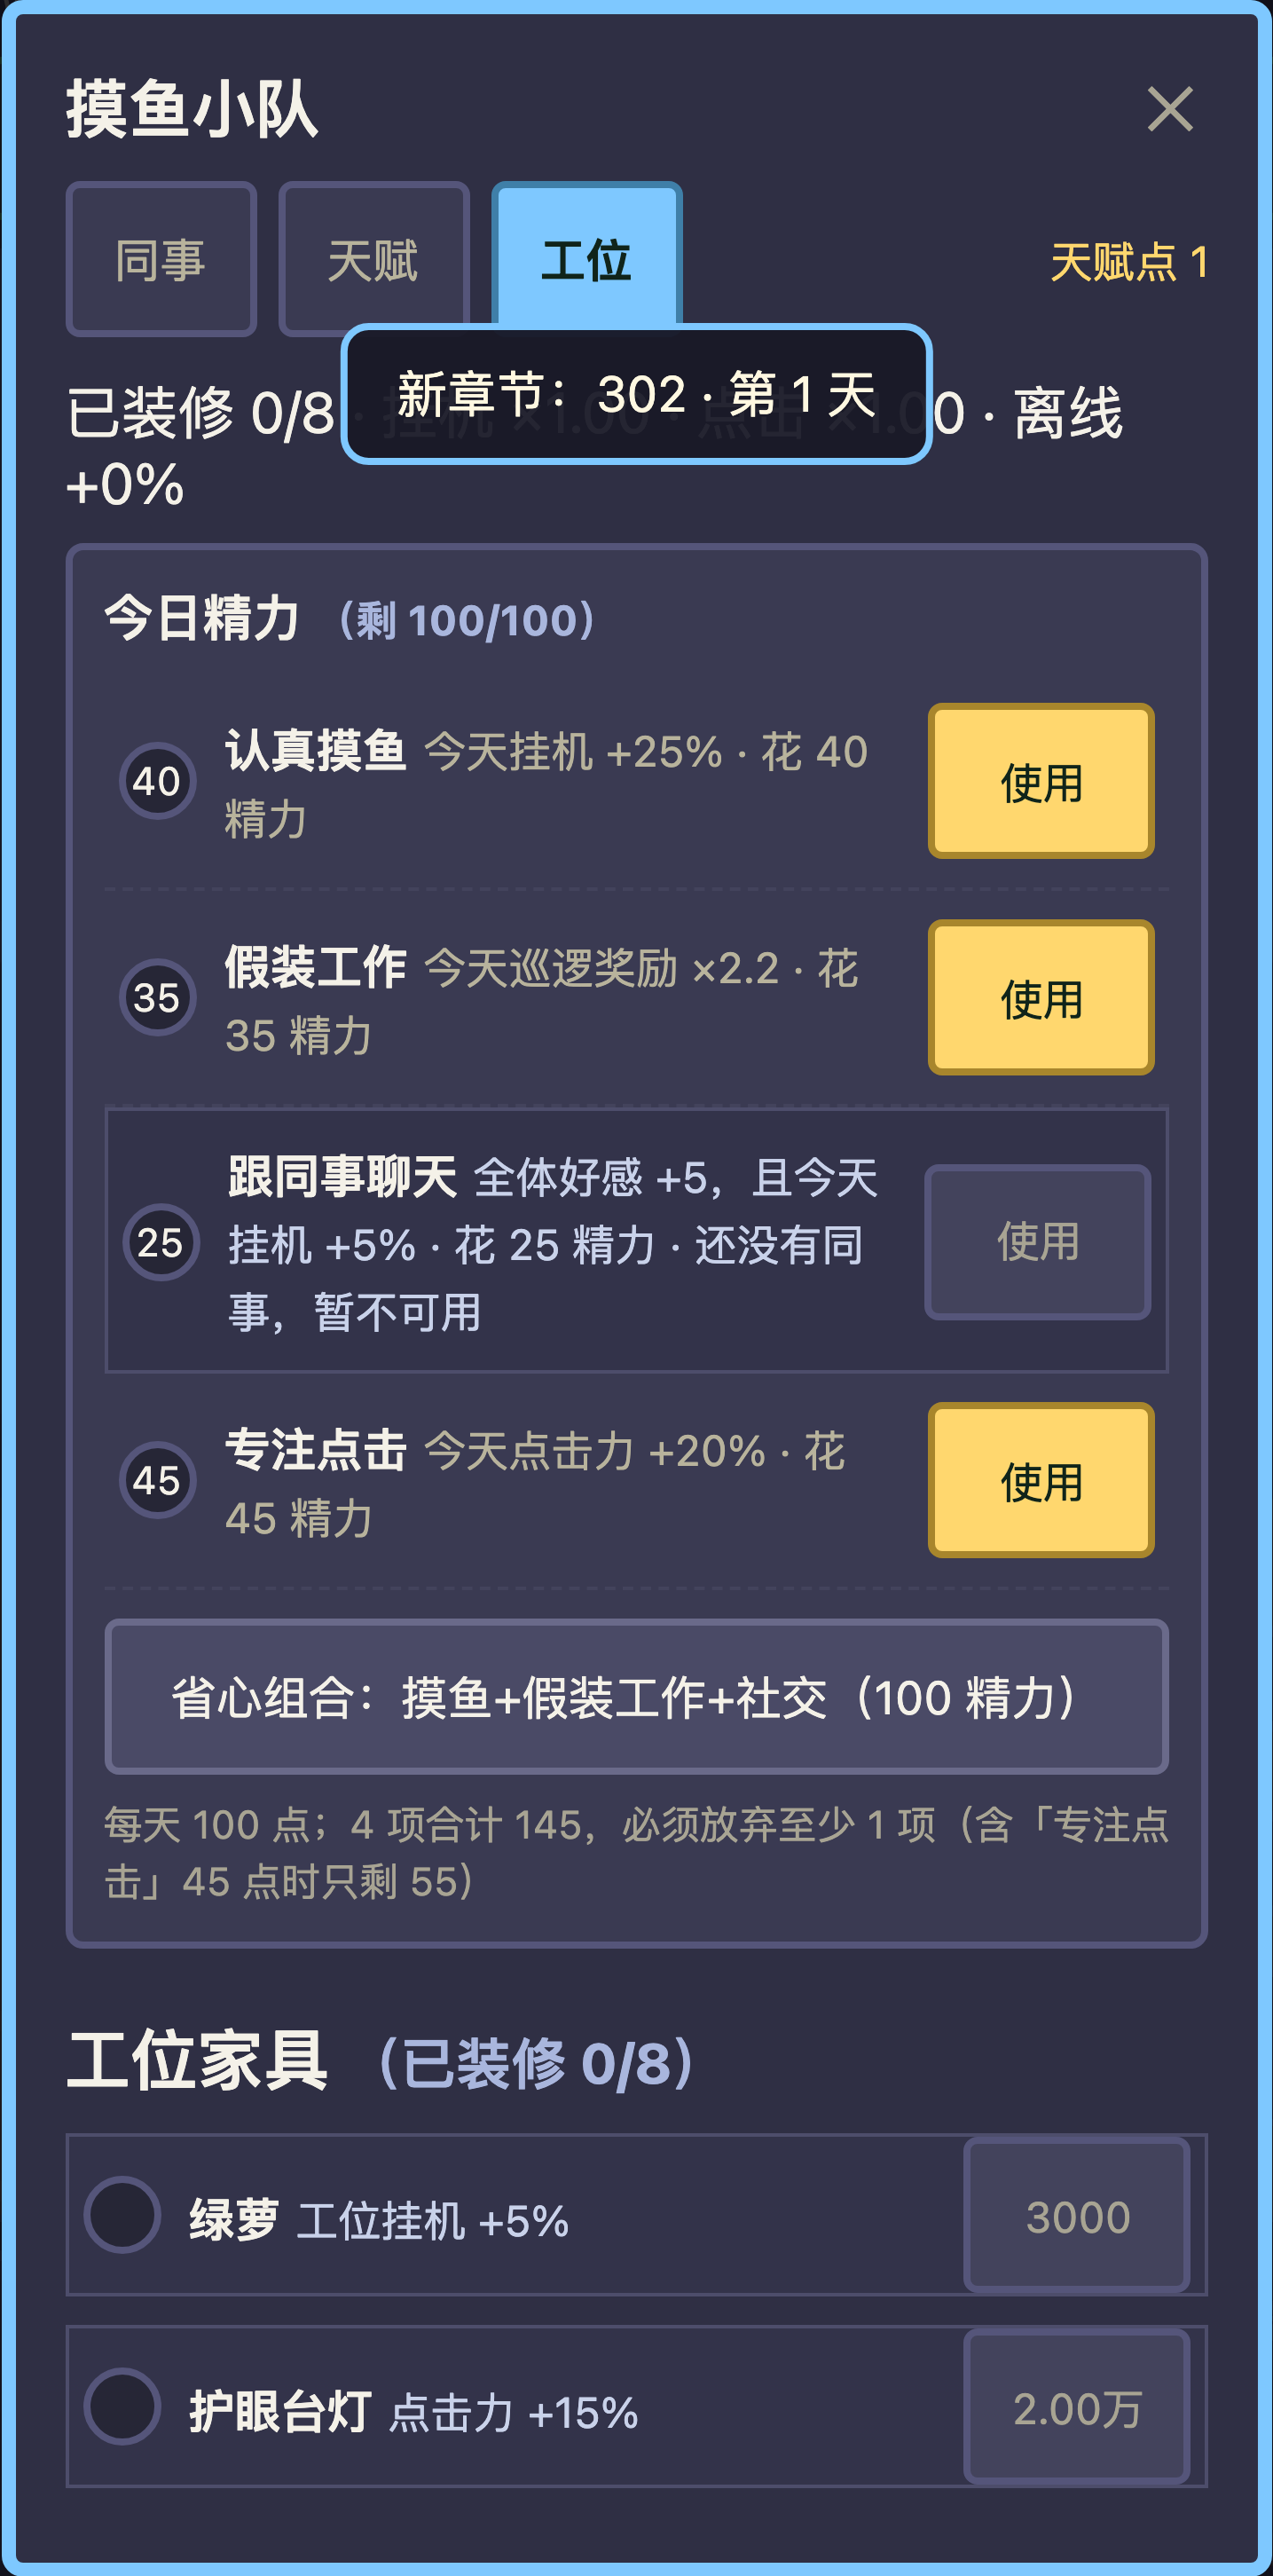 摸鱼小队
同事
天赋
工位
天赋点 1
新章节：302 · 第 1 天
已装修 0/8 · 挂机 ×1.00 · 点击 ×1.00 · 离线
+0%
今日精力 （剩 100/100）
40
认真摸鱼 今天挂机 +25% · 花 40
精力
使用
35
假装工作 今天巡逻奖励 ×2.2 · 花
35 精力
使用
25
跟同事聊天 全体好感 +5，且今天
挂机 +5% · 花 25 精力 · 还没有同
事，暂不可用
使用
45
专注点击 今天点击力 +20% · 花
45 精力
使用
省心组合：摸鱼+假装工作+社交（100 精力）
每天 100 点；4 项合计 145，必须放弃至少 1 项（含「专注点
击」45 点时只剩 55）
工位家具 （已装修 0/8）
绿萝 工位挂机 +5%
3000
护眼台灯 点击力 +15%
2.00万